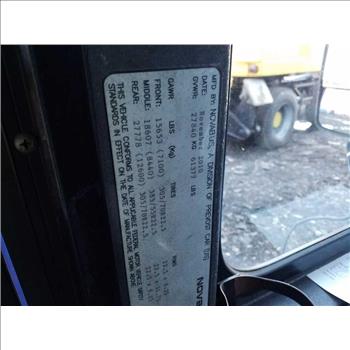 MFD BY: NOVABUS, A DIVISION OF PREVOST CAR (US)
DATE: November 2010
GVWR: 27840 KG 61377 LBS
GAWR LBS (Kg) TIRES RIMS
FRONT: 15653 (7100) 305/70R22.5
MIDDLE: 18607 (8440) 305/70R22.5
REAR: 27778 (12600) 305/70R22.5
THIS VEHICLE CONFORMS TO ALL APPLICABLE FEDERAL MOTOR VEHICLE SAFETY
STANDARDS IN EFFECT ON THE DATE OF MANUFACTURE SHOWN ABOVE.
NOVAB